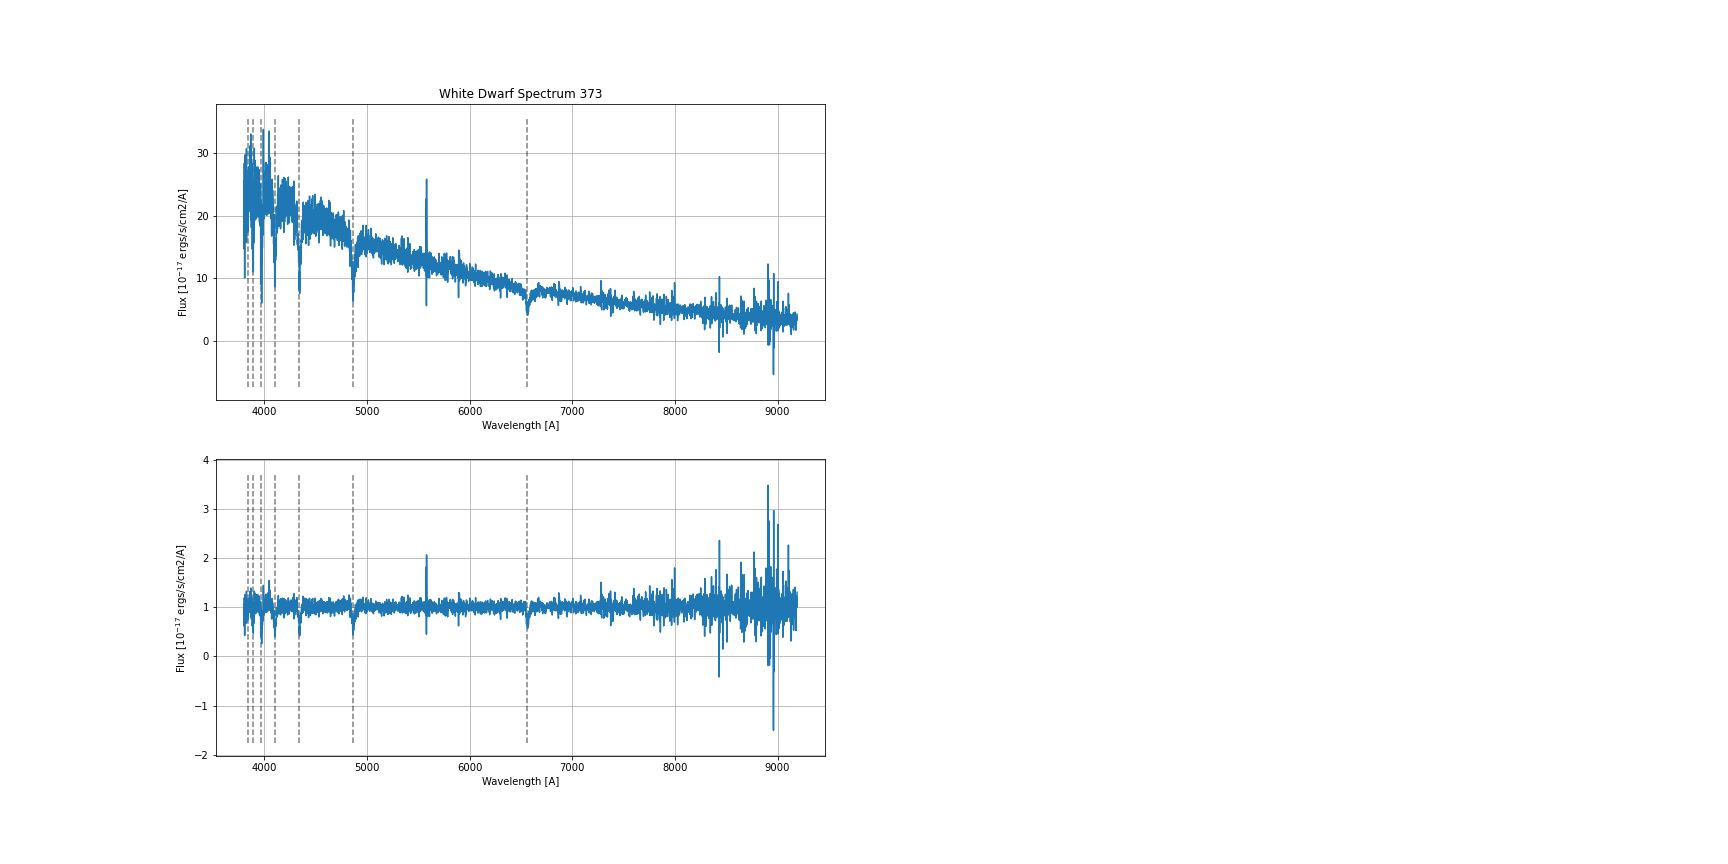 White Dwarf Spectrum 373
Flux [10⁻¹⁷ ergs/s/cm2/A]
30
20
10
0
4000 5000 6000 7000 8000 9000
Wavelength [A]
Flux [10⁻¹⁷ ergs/s/cm2/A]
4
3
2
1
0
−1
−2
4000 5000 6000 7000 8000 9000
Wavelength [A]